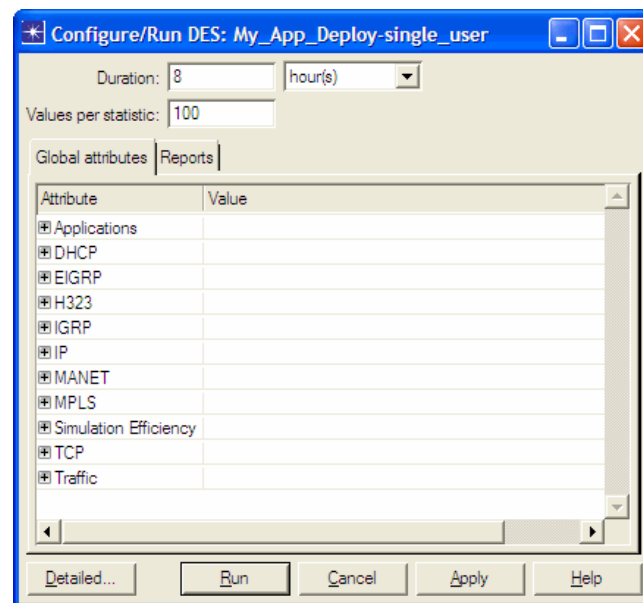 Configure/Run DES: My_App_Deploy-single_user
Duration: 8 hour(s)
Values per statistic: 100
Global attributes Reports
Attribute Value
Applications
DHCP
EIGRP
H323
IGRP
IP
MANET
MPLS
Simulation Efficiency
TCP
Traffic
Detailed... Run Cancel Apply Help